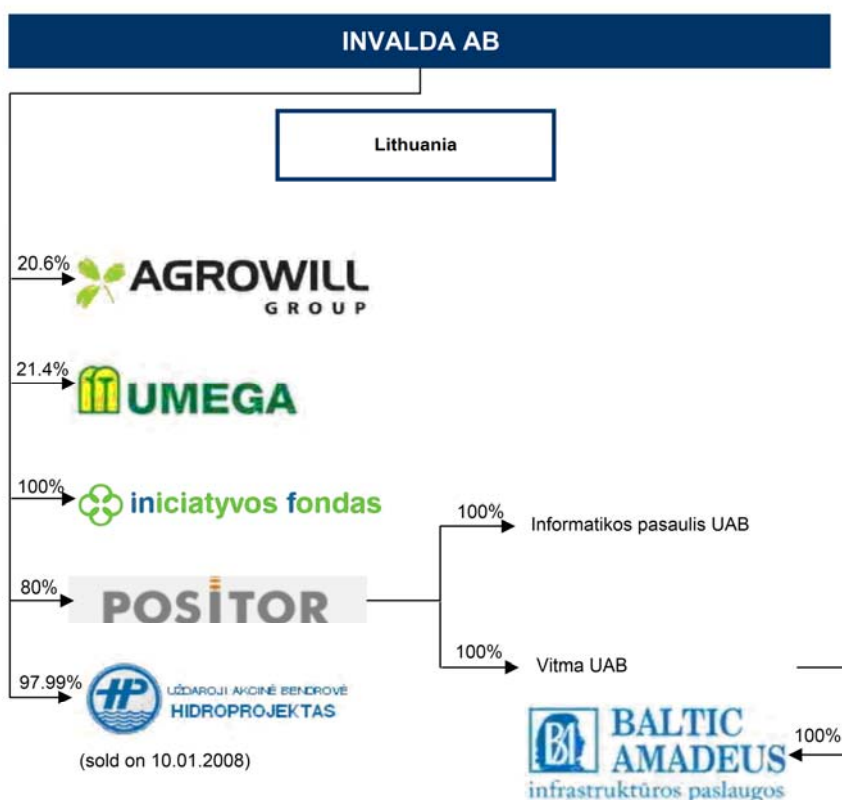 INVALDA AB
Lithuania
20.6%
AGROWILL
GROUP
21.4%
UMEGA
100%
iniciatyvos fondas
100%
Informatikos pasaulis UAB
80%
POSITOR
100%
Vitma UAB
97.99%
HP
UŽDAROJI AKCINĖ BENDROVĖ
HIDROPROJEKTAS
(sold on 10.01.2008)
BA
BALTIC
AMADEUS
infrastruktūros paslaugos
100%